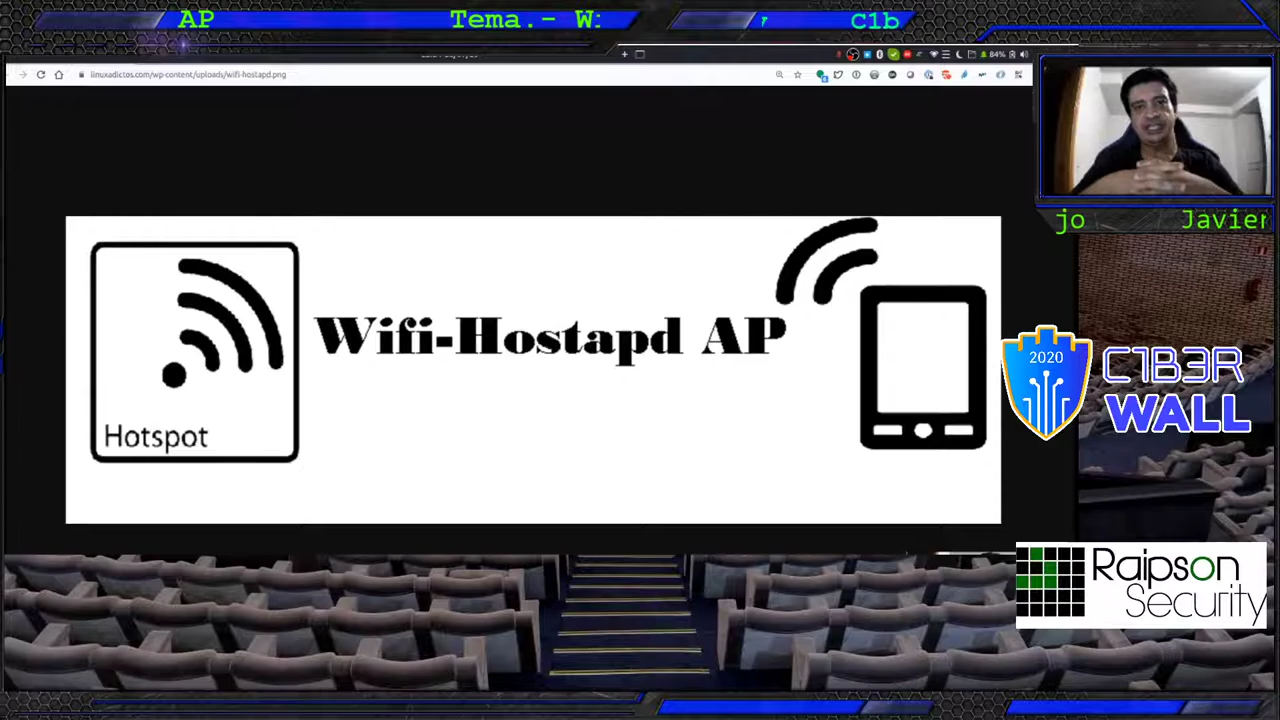 AP Tema.- W: C1b
linuxadictos.com/wp-content/uploads/wifi-hostapd.png
84%
jo Javier
Wifi-Hostapd AP
Hotspot
2020
C1B3R
WALL
Raipson
Security